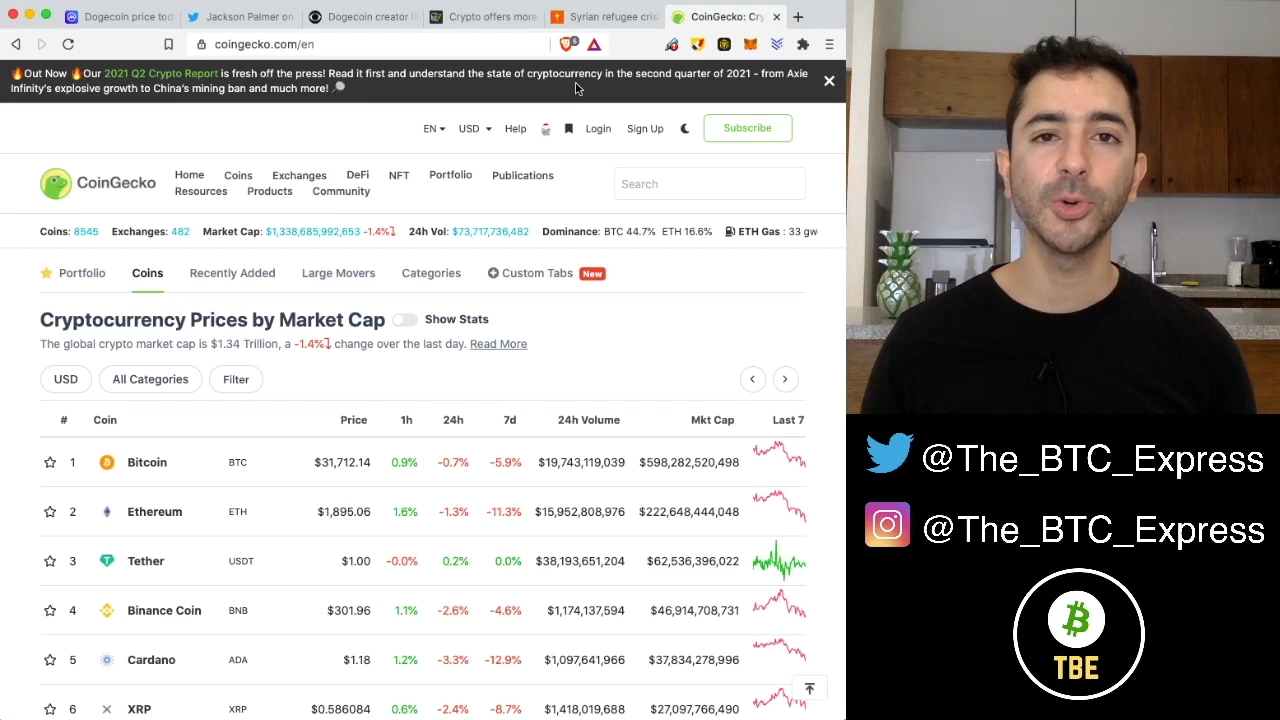 Dogecoin price tod
Jackson Palmer on
Dogecoin creator li
Crypto offers more
Syrian refugee cris
CoinGecko: Cry
coingecko.com/en
5
🔥Out Now 🔥Our 2021 Q2 Crypto Report is fresh off the press! Read it first and understand the state of cryptocurrency in the second quarter of 2021 - from Axie
Infinity's explosive growth to China's mining ban and much more! 🔎
EN USD Help Login Sign Up Subscribe
CoinGecko
Home Coins Exchanges DeFi NFT Portfolio Publications
Resources Products Community
Search
Coins: 8545 Exchanges: 482 Market Cap: $1,338,685,992,653 -1.4% 24h Vol: $73,717,736,482 Dominance: BTC 44.7% ETH 16.6% ETH Gas : 33 gw
Portfolio Coins Recently Added Large Movers Categories Custom Tabs New
Cryptocurrency Prices by Market Cap Show Stats
The global crypto market cap is $1.34 Trillion, a -1.4% change over the last day. Read More
USD All Categories Filter
# Coin Price 1h 24h 7d 24h Volume Mkt Cap Last 7
1 Bitcoin BTC $31,712.14 0.9% -0.7% -5.9% $19,743,119,039 $598,282,520,498
2 Ethereum ETH $1,895.06 1.6% -1.3% -11.3% $15,952,808,976 $222,648,444,048
3 Tether USDT $1.00 -0.0% 0.2% 0.0% $38,193,651,204 $62,536,396,022
4 Binance Coin BNB $301.96 1.1% -2.6% -4.6% $1,174,137,594 $46,914,708,731
5 Cardano ADA $1.18 1.2% -3.3% -12.9% $1,097,641,966 $37,834,278,996
6 XRP XRP $0.586084 0.6% -2.4% -8.7% $1,418,019,688 $27,097,766,490
@The_BTC_Express
@The_BTC_Express
TBE